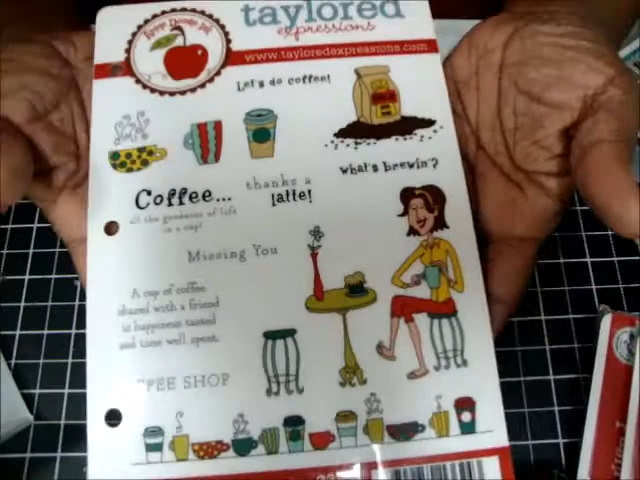 taylored
expressions
www.tayloredexpressions.com
Let's do coffee!
what's brewin'?
Coffee...
all the goodness of life
in a cup!
thanks a
latte!
Missing You
A cup of coffee
shared with a friend
is happiness tasted
and time well spent.
FEE SHOP